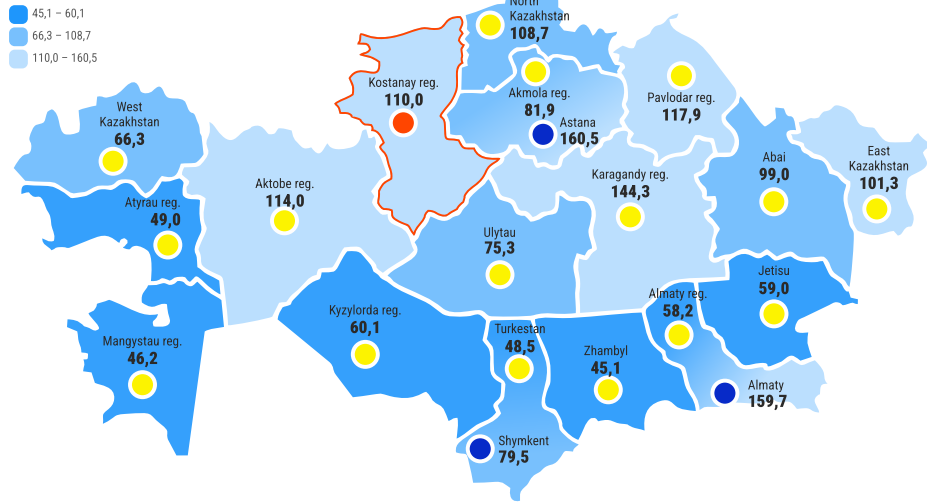 45,1 – 60,1
66,3 – 108,7
110,0 – 160,5
North
Kazakhstan
108,7
Kostanay reg.
110,0
Akmola reg.
81,9
Astana
160,5
Pavlodar reg.
117,9
West
Kazakhstan
66,3
Abai
99,0
East
Kazakhstan
101,3
Aktobe reg.
114,0
Karagandy reg.
144,3
Atyrau reg.
49,0
Ulytau
75,3
Jetisu
59,0
Almaty reg.
58,2
Kyzylorda reg.
60,1
Turkestan
48,5
Mangystau reg.
46,2
Zhambyl
45,1
Almaty
159,7
Shymkent
79,5